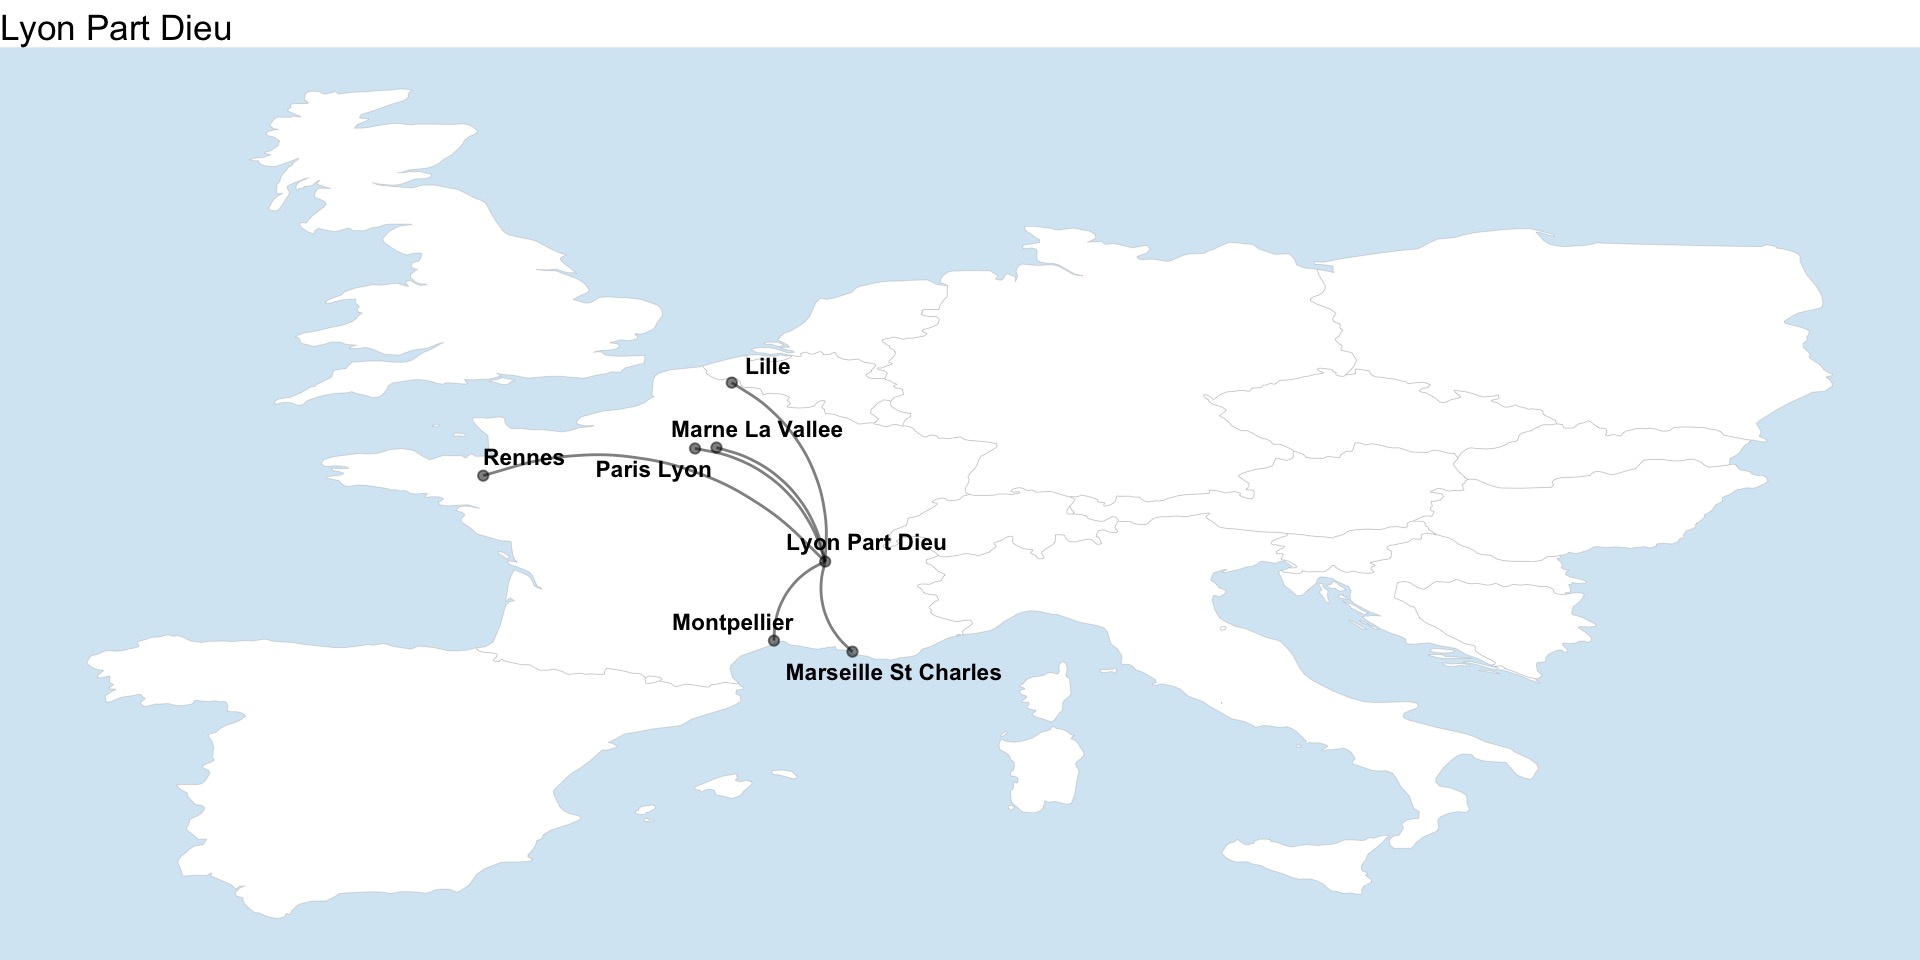 Lyon Part Dieu
Lille
Marne La Vallee
Rennes
Paris Lyon
Lyon Part Dieu
Montpellier
Marseille St Charles